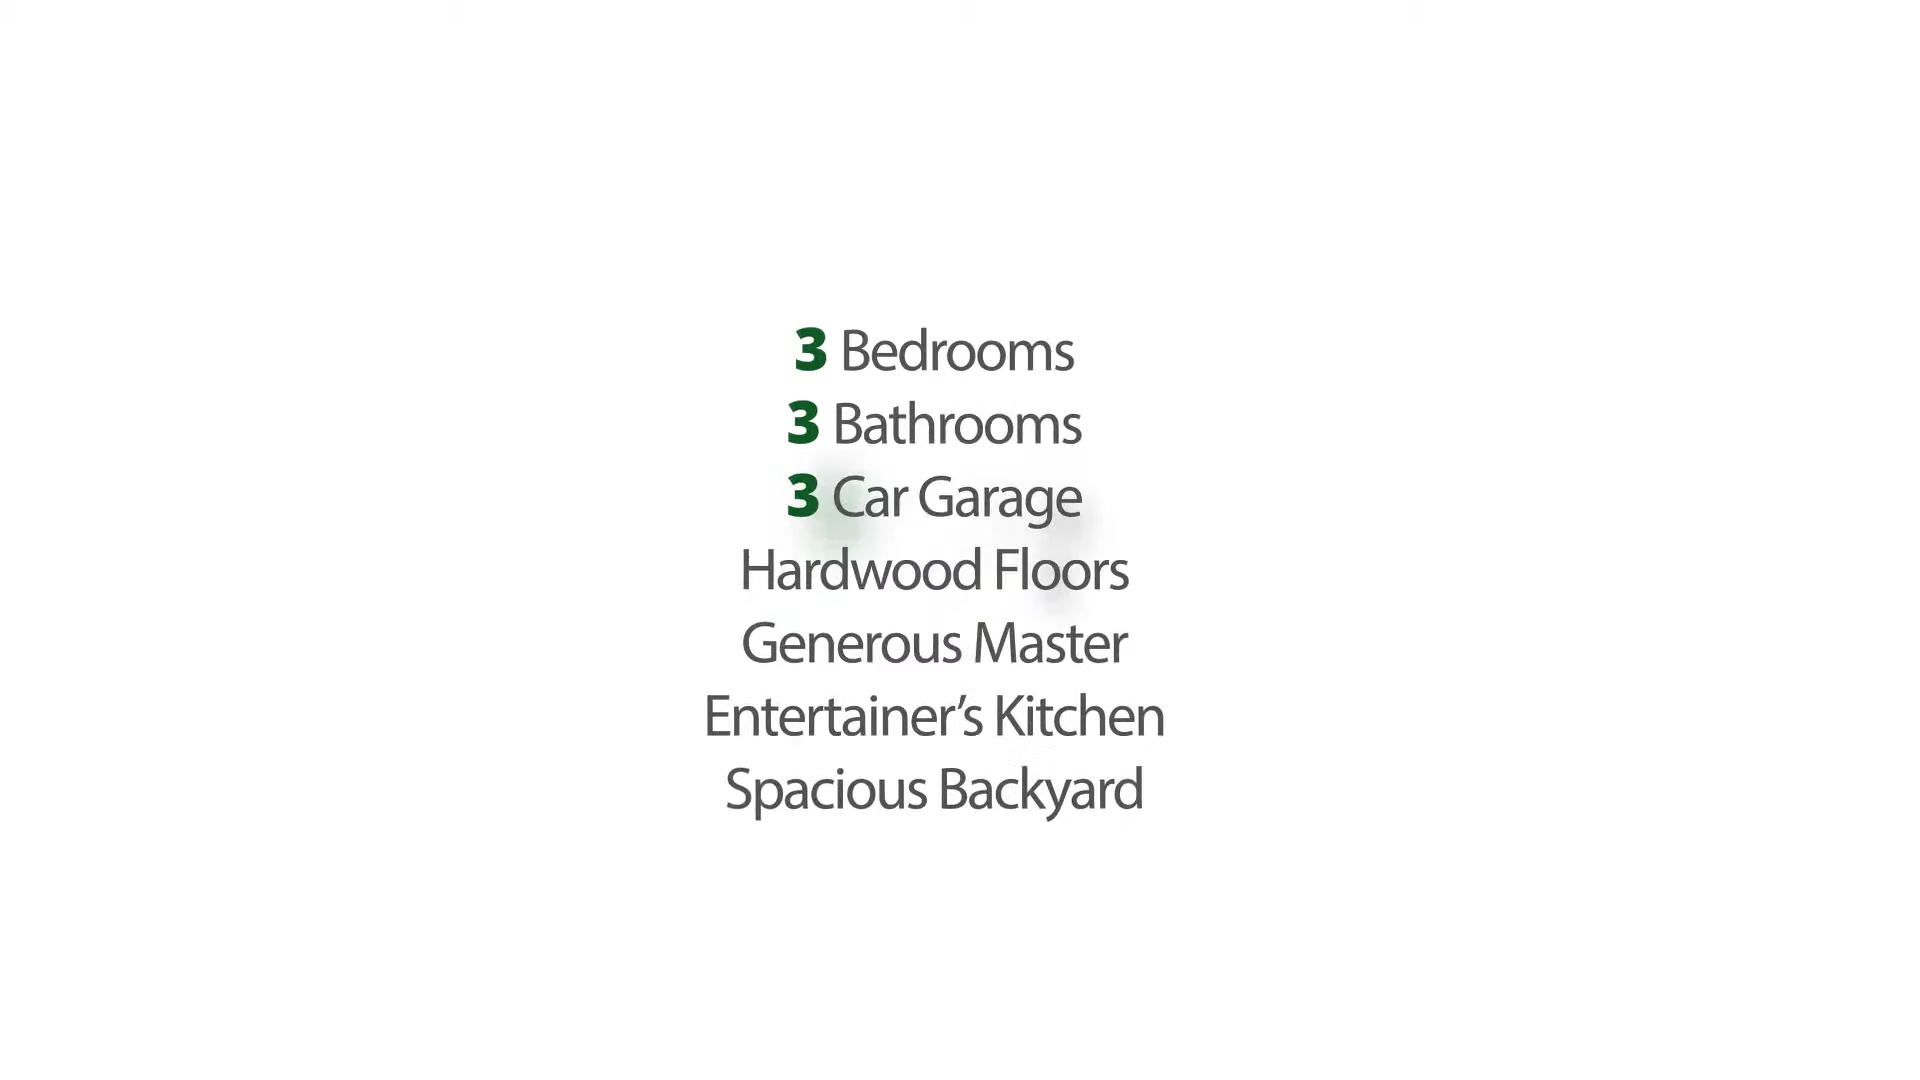 3 Bedrooms
3 Bathrooms
3 Car Garage
Hardwood Floors
Generous Master
Entertainer’s Kitchen
Spacious Backyard